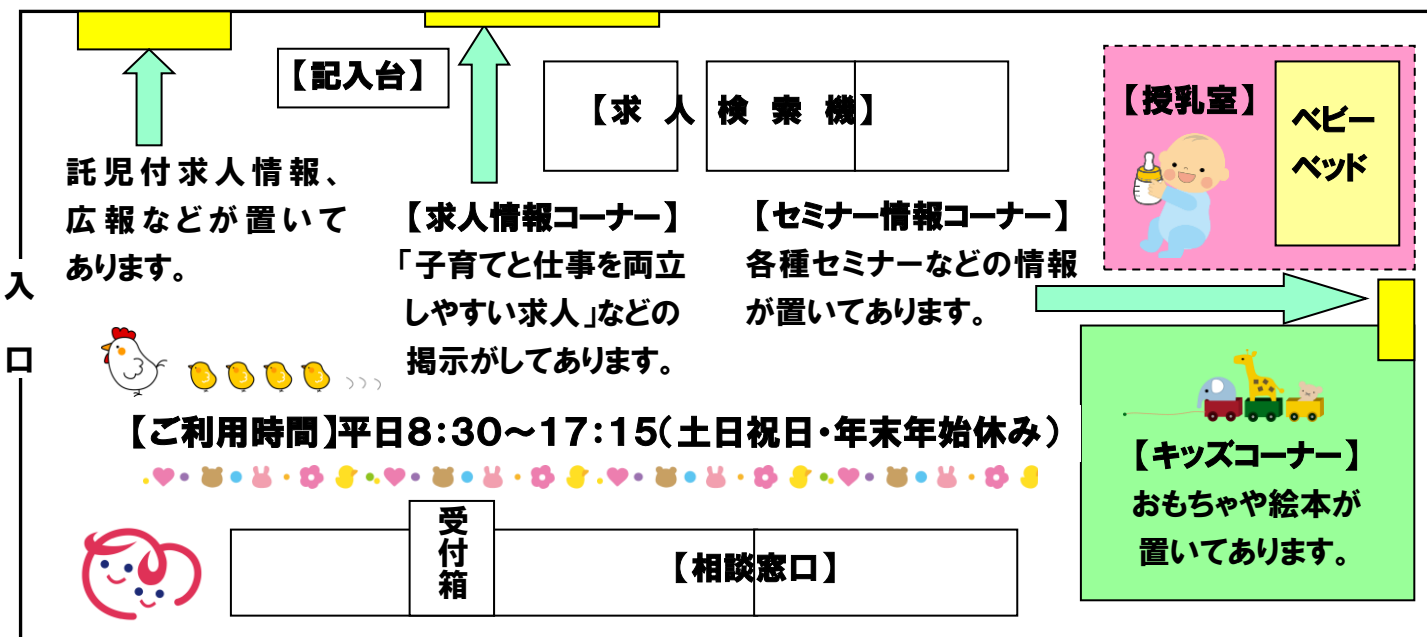 【記入台】
【求人検索機】
【授乳室】
ベビー
ベッド
託児付求人情報、
広報などが置いて
あります。
【求人情報コーナー】
「子育てと仕事を両立
しやすい求人」などの
掲示がしてあります。
【セミナー情報コーナー】
各種セミナーなどの情報
が置いてあります。
入
口
【ご利用時間】平日8:30～17:15(土日祝日・年末年始休み)
【キッズコーナー】
おもちゃや絵本が
置いてあります。
受
付
箱
【相談窓口】